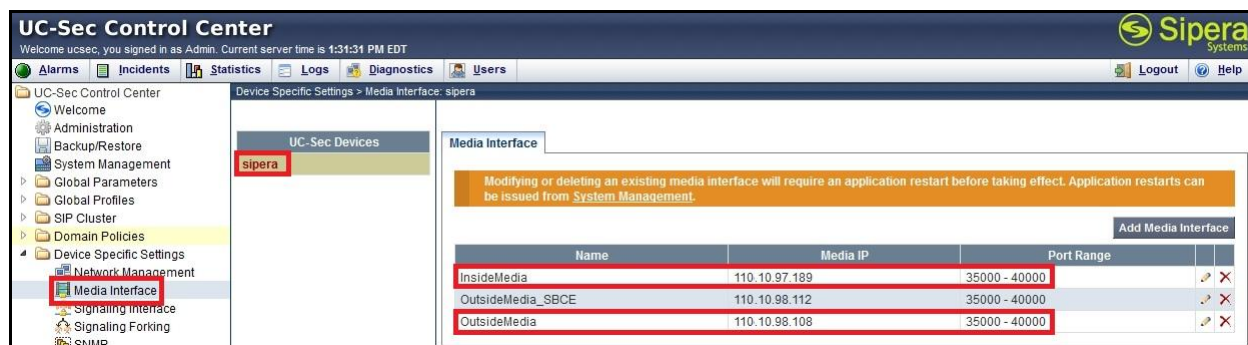 UC-Sec Control Center
Welcome ucsec, you signed in as Admin. Current server time is 1:31:31 PM EDT
Sipera
Systems
Alarms Incidents Statistics Logs Diagnostics Users Logout Help
UC-Sec Control Center
Welcome
Administration
Backup/Restore
System Management
Global Parameters
Global Profiles
SIP Cluster
Domain Policies
Device Specific Settings
Network Management
Media Interface
Signaling Interface
Signaling Forking
SNMP
Device Specific Settings > Media Interface: sipera
UC-Sec Devices
sipera
Media Interface
Modifying or deleting an existing media interface will require an application restart before taking effect. Application restarts can
be issued from System Management.
Add Media Interface
Name Media IP Port Range
InsideMedia 110.10.97.189 35000 - 40000
OutsideMedia_SBCE 110.10.98.112 35000 - 40000
OutsideMedia 110.10.98.108 35000 - 40000